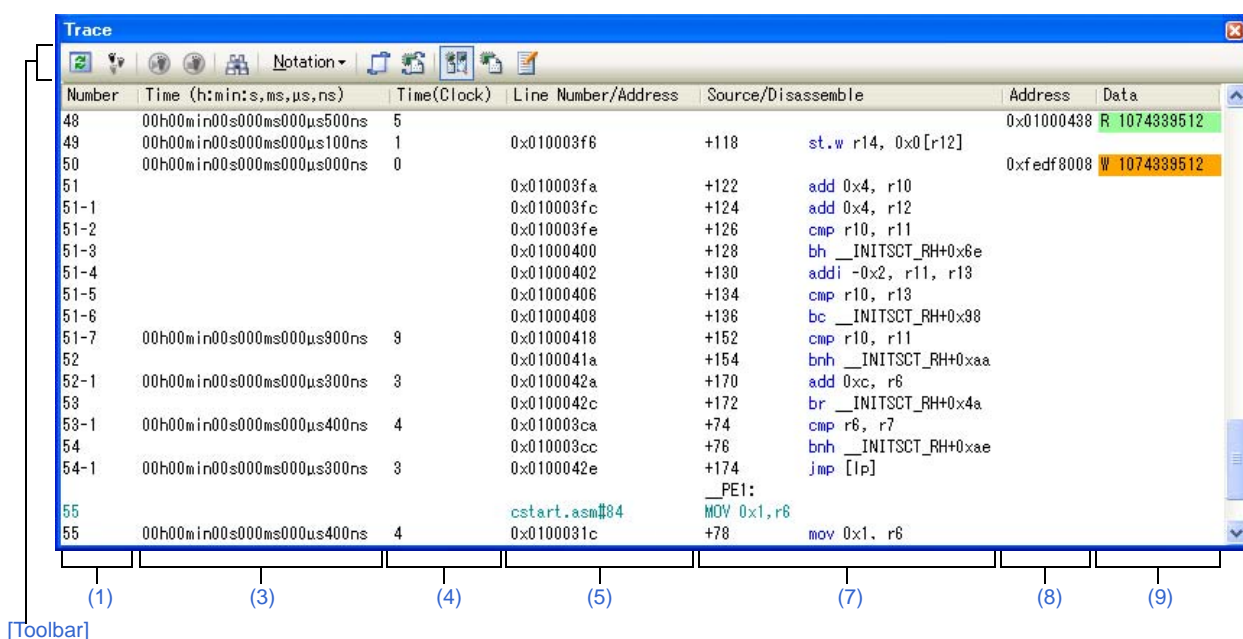 Trace
Notation
Number Time (h:min:s,ms,µs,ns) Time(Clock) Line Number/Address Source/Disassemble Address Data
48 00h00min00s000ms000µs500ns 5 0x01000438 R 1074339512
49 00h00min00s000ms000µs100ns 1 0x010003f6 +118 st.w r14, 0x0[r12]
50 00h00min00s000ms000µs000ns 0 0xfedf8008 W 1074339512
51 0x010003fa +122 add 0x4, r10
51-1 0x010003fc +124 add 0x4, r12
51-2 0x010003fe +126 cmp r10, r11
51-3 0x01000400 +128 bh __INITSCT_RH+0x6e
51-4 0x01000402 +130 addi -0x2, r11, r13
51-5 0x01000406 +134 cmp r10, r13
51-6 0x01000408 +136 bc __INITSCT_RH+0x98
51-7 00h00min00s000ms000µs900ns 9 0x01000418 +152 cmp r10, r11
52 0x0100041a +154 bnh __INITSCT_RH+0xaa
52-1 00h00min00s000ms000µs300ns 3 0x0100042a +170 add 0xc, r6
53 0x0100042c +172 br __INITSCT_RH+0x4a
53-1 00h00min00s000ms000µs400ns 4 0x010003ca +74 cmp r6, r7
54 0x010003cc +76 bnh __INITSCT_RH+0xae
54-1 00h00min00s000ms000µs300ns 3 0x0100042e +174 jmp [lp]
__PE1:
55 cstart.asm#84 MOV 0x1,r6
55 00h00min00s000ms000µs400ns 4 0x0100031c +78 mov 0x1, r6
(1) (3) (4) (5) (7) (8) (9)
[Toolbar]